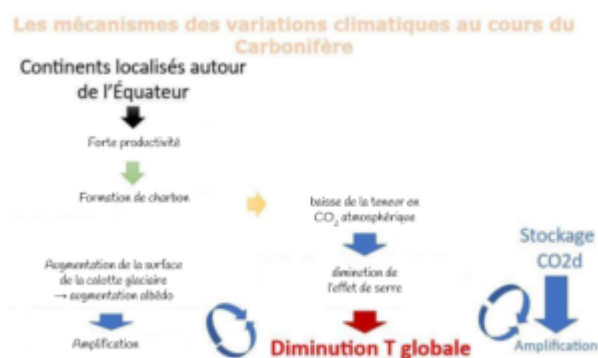 Les mécanismes des variations climatiques au cours du
Carbonifère
Continents localisés autour
de l'Équateur
Forte productivité
Formation de charbon
baisse de la teneur en
CO₂ atmosphérique
Augmentation de la surface
de la calotte glaciaire
→ augmentation albédo
Amplification
diminution de
l'effet de serre
Diminution T globale
Stockage
CO2d
Amplification